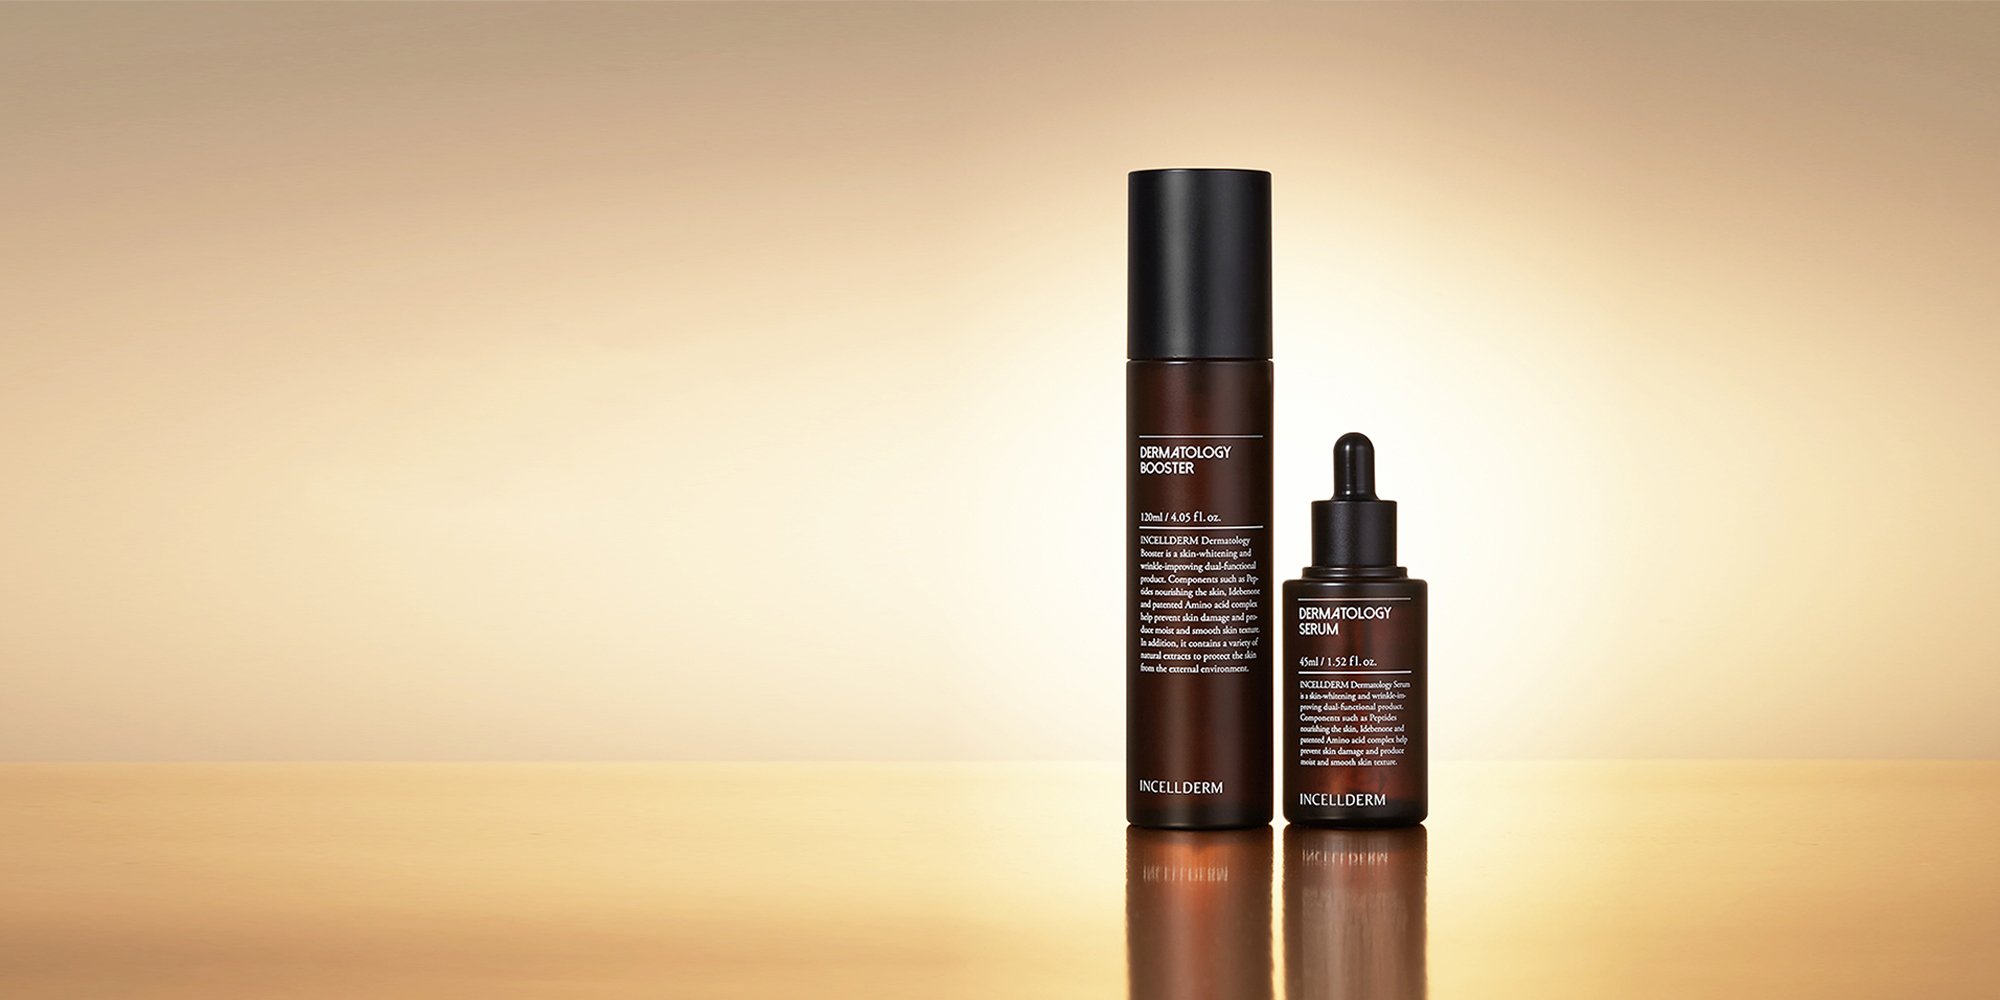 DERMATOLOGY
BOOSTER
120ml / 4.05 fl. oz.
INCELLDERM Dermatology
Booster is a skin-whitening and
wrinkle-improving dual-functional
product. Components such as Pep-
tides nourishing the skin, Idebenone
and patented Amino acid complex
help prevent skin damage and pro-
duce moist and smooth skin texture.
In addition, it contains a variety of
natural extracts to protect the skin
from the external environment.
INCELLDERM
DERMATOLOGY
SERUM
45ml / 1.52 fl. oz.
INCELLDERM Dermatology Serum
is a skin-whitening and wrinkle-im-
proving dual-functional product.
Components such as Peptides
nourishing the skin, Idebenone and
patented Amino acid complex help
prevent skin damage and produce
moist and smooth skin texture.
INCELLDERM